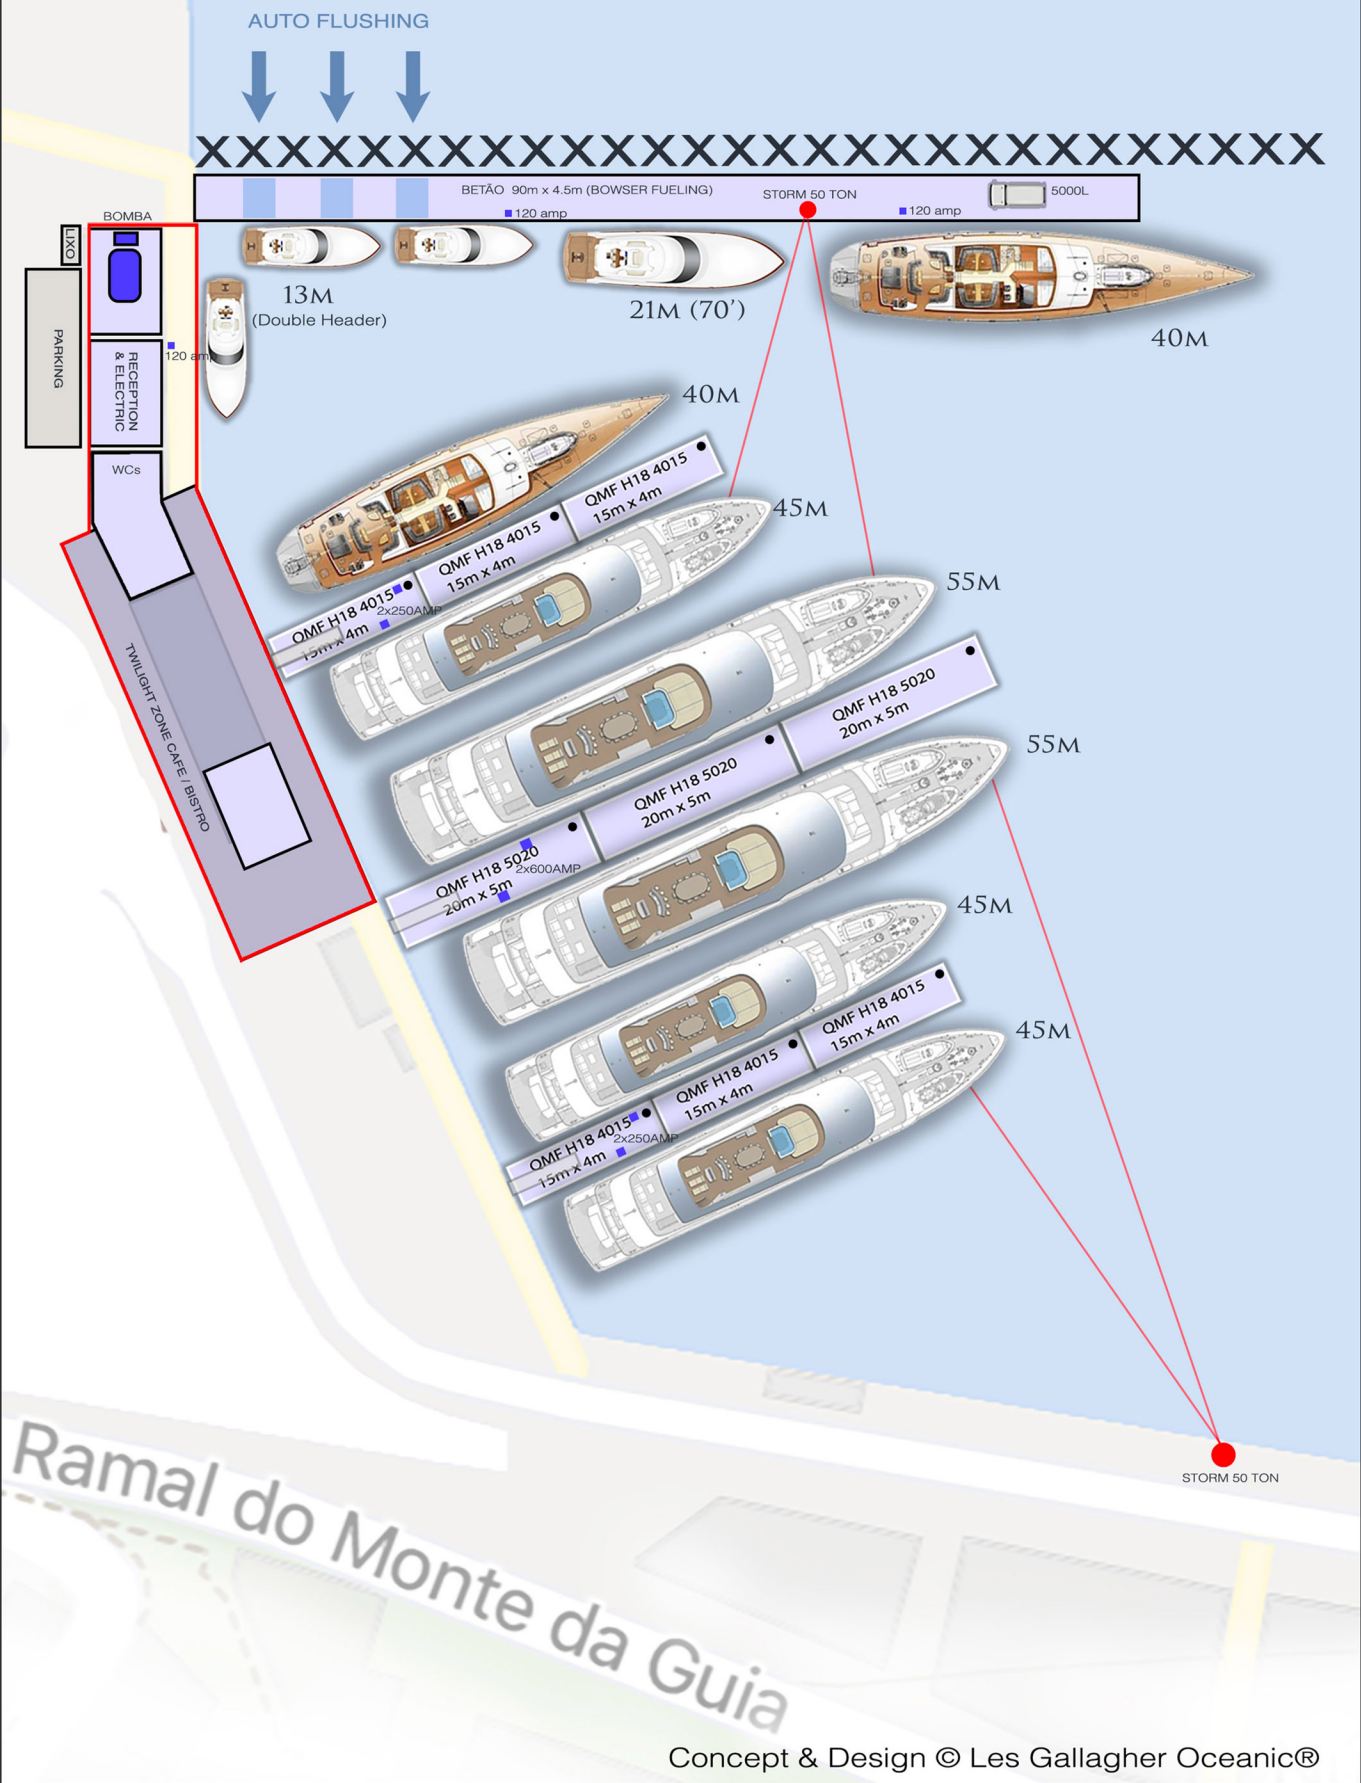 AUTO FLUSHING
XXXXXXXXXXXXXXXXXXXXXXXXXXXX
BETÃO 90m x 4.5m (BOWSER FUELING)
120 amp
STORM 50 TON
120 amp
5000L
BOMBA
LIXO
PARKING
RECEPTION
& ELECTRIC
120 amp
WCs
13M
(Double Header)
21M (70')
40M
40M
QMF H18 4015
15m x 4m
QMF H18 4015
15m x 4m
QMF H18 4015
15m x 4m
2x250AMP
45M
55M
TWILIGHT ZONE CAFE / BISTRO
QMF H18 5020
20m x 5m
QMF H18 5020
20m x 5m
QMF H18 5020
20m x 5m
2x600AMP
55M
45M
QMF H18 4015
15m x 4m
QMF H18 4015
15m x 4m
QMF H18 4015
15m x 4m
2x250AMP
45M
STORM 50 TON
Ramal do Monte da Guia
Concept & Design © Les Gallagher Oceanic®